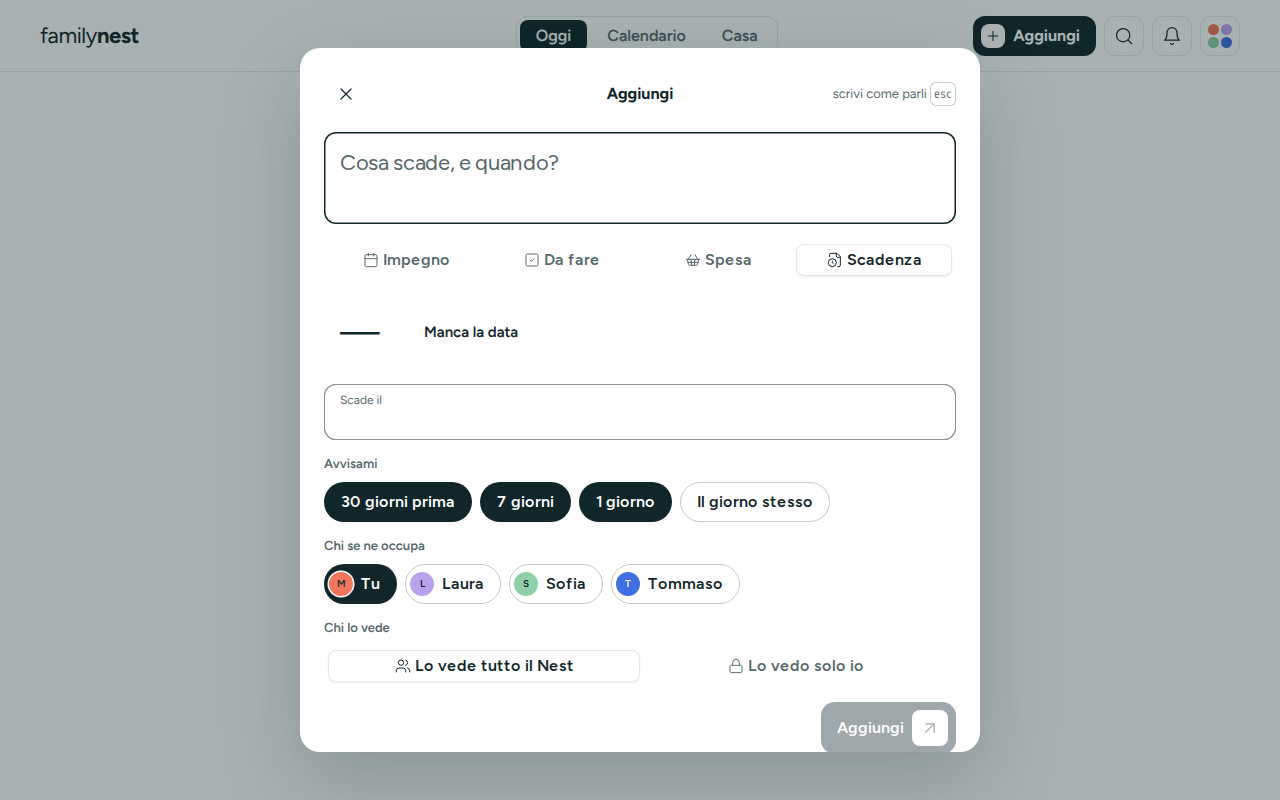 familynest
Oggi
Calendario
Casa
Aggiungi
Aggiungi
scrivi come parli esc
Cosa scade, e quando?
Impegno
Da fare
Spesa
Scadenza
Manca la data
Scade il
Avvisami
30 giorni prima
7 giorni
1 giorno
Il giorno stesso
Chi se ne occupa
M Tu
L Laura
S Sofia
T Tommaso
Chi lo vede
Lo vede tutto il Nest
Lo vedo solo io
Aggiungi